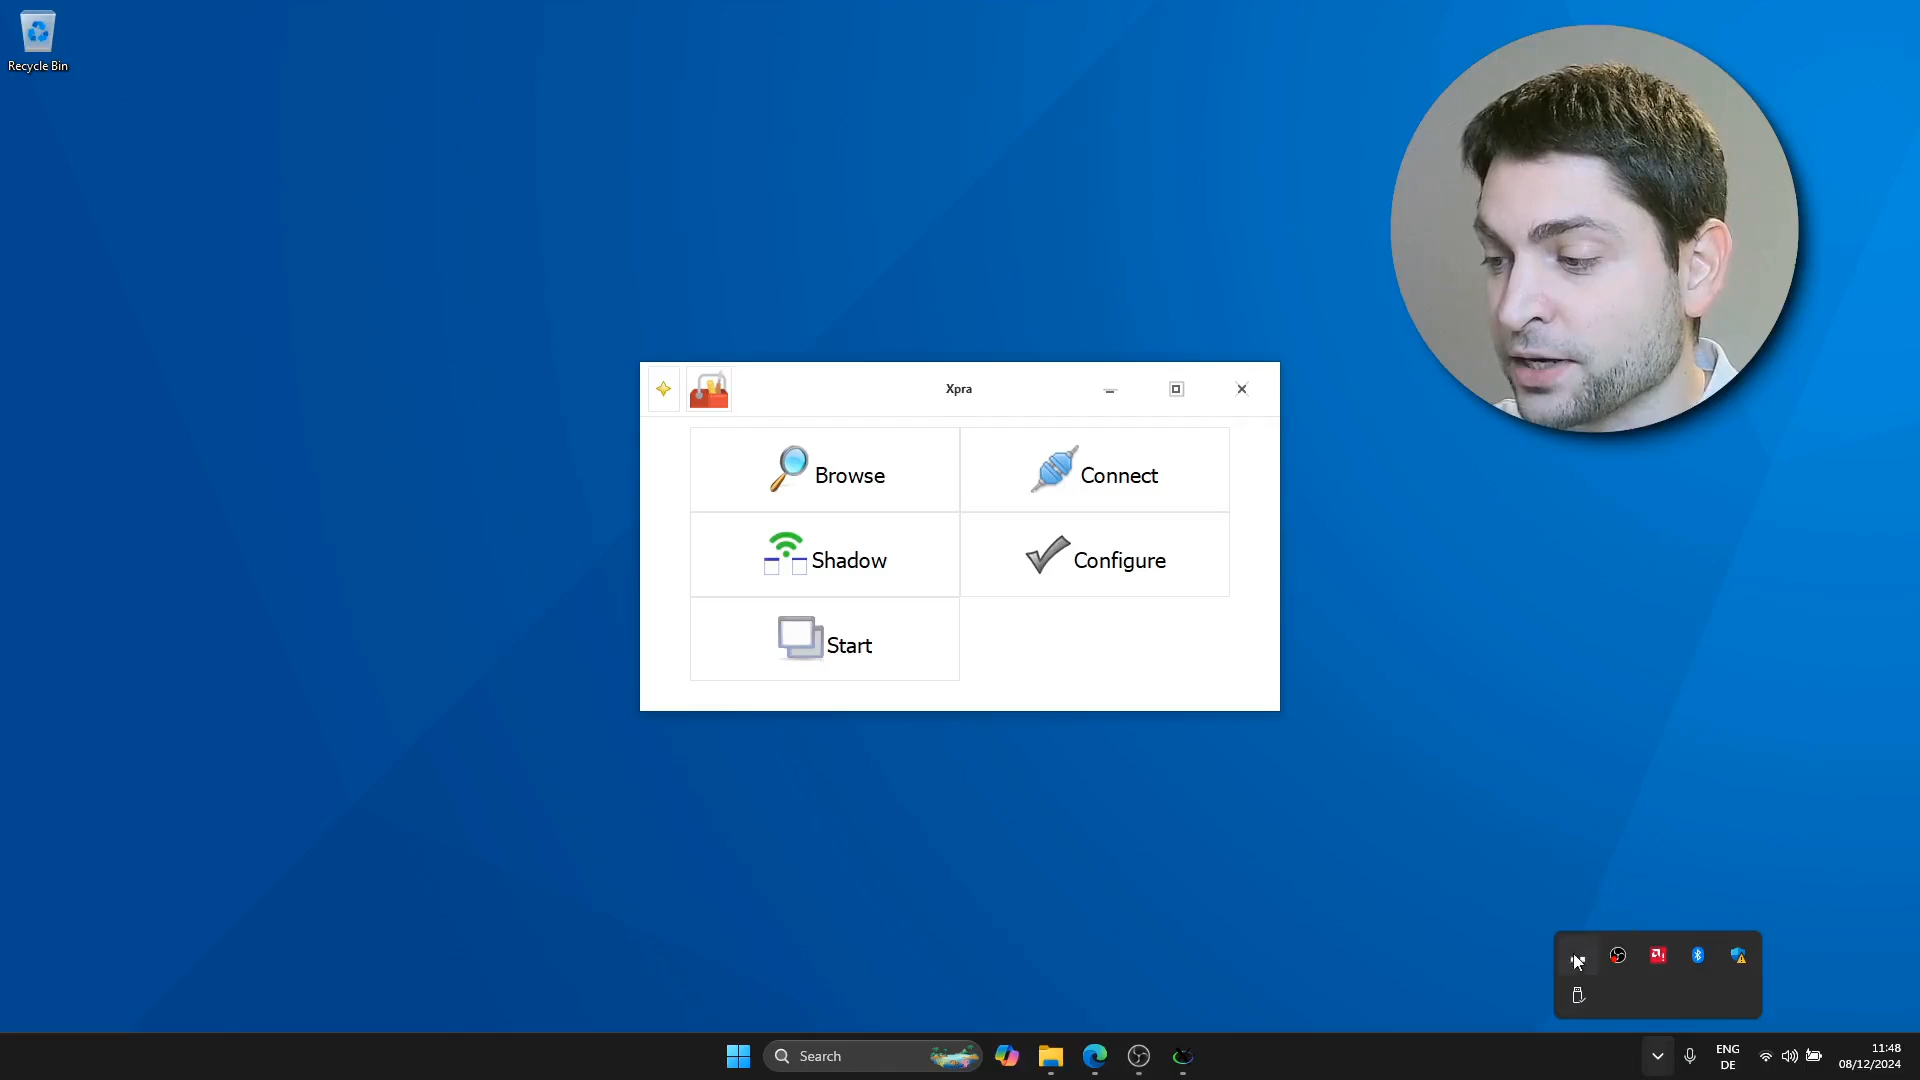 Recycle Bin
Xpra
Browse
Connect
Shadow
Configure
Start
Search
ENG
DE
11:48
08/12/2024